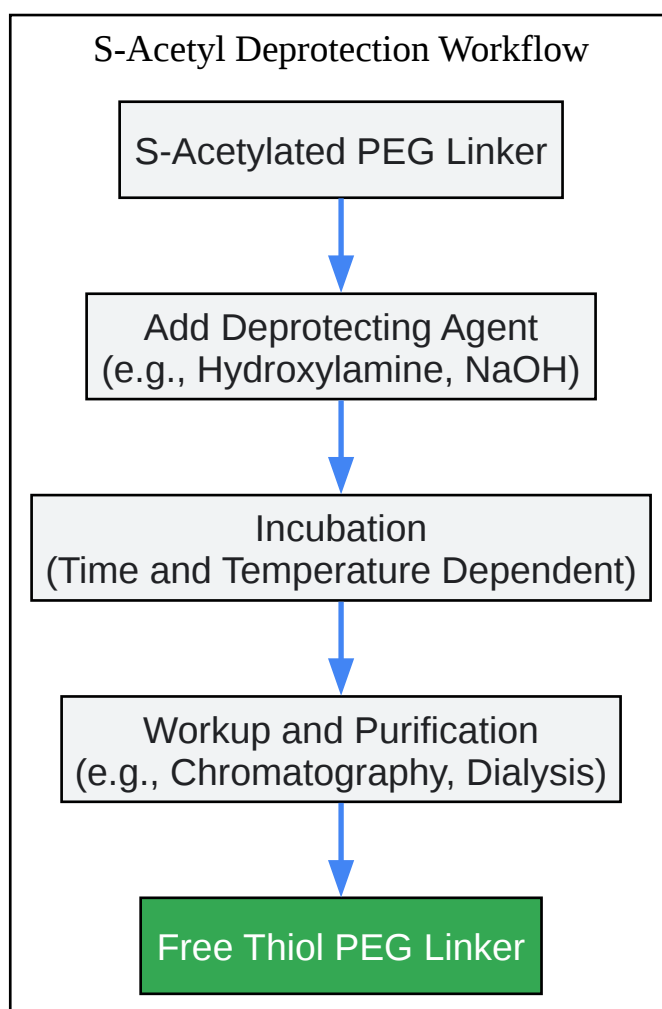 S-Acetyl Deprotection Workflow
S-Acetylated PEG Linker
Add Deprotecting Agent
(e.g., Hydroxylamine, NaOH)
Incubation
(Time and Temperature Dependent)
Workup and Purification
(e.g., Chromatography, Dialysis)
Free Thiol PEG Linker